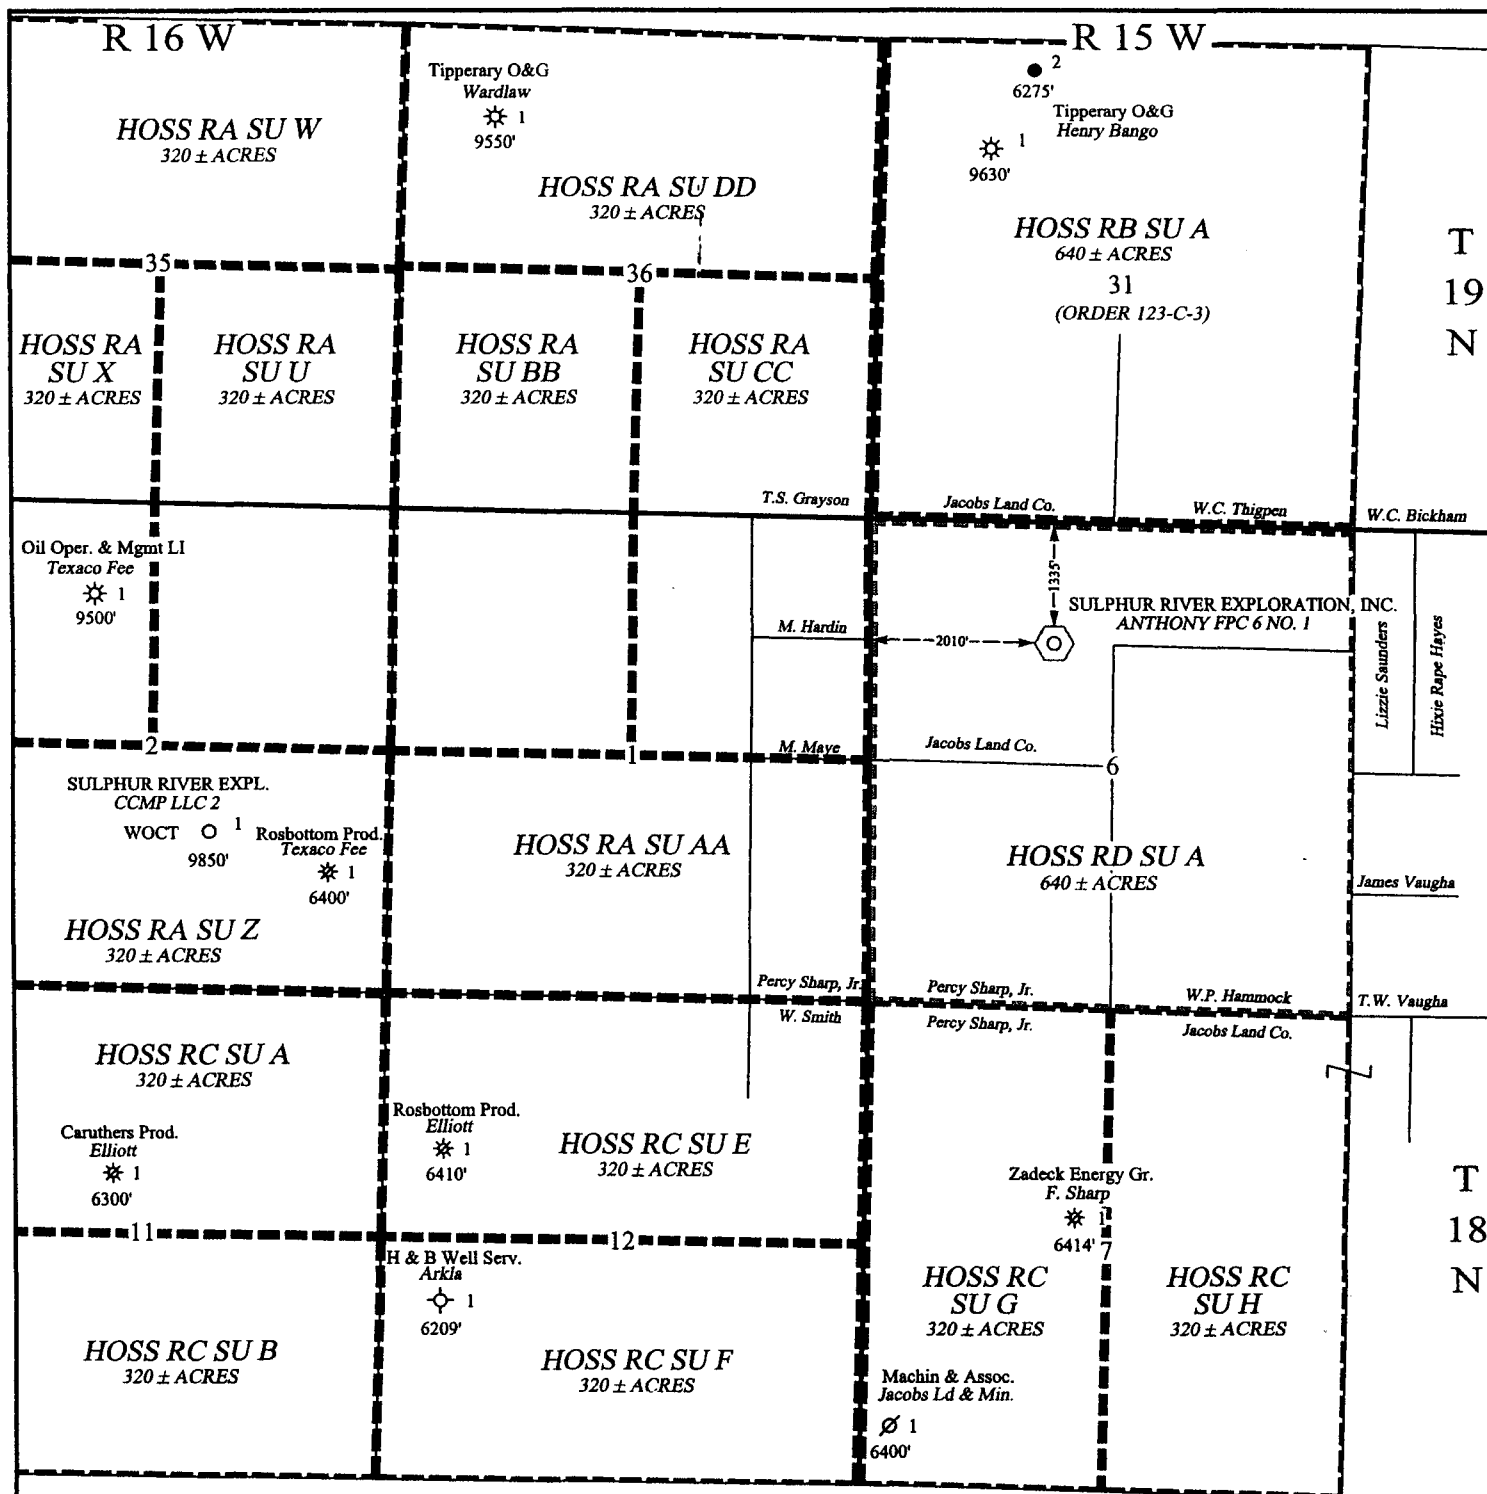 R 16 W
R 15 W
Tipperary O&G
Wardlaw
1
9550'
2
6275'
Tipperary O&G
Henry Bango
1
9630'
HOSS RA SU W
320 ± ACRES
HOSS RA SU DD
320 ± ACRES
HOSS RB SU A
640 ± ACRES
31
(ORDER 123-C-3)
T
19
N
35
36
HOSS RA
SU X
320 ± ACRES
HOSS RA
SU U
320 ± ACRES
HOSS RA
SU BB
320 ± ACRES
HOSS RA
SU CC
320 ± ACRES
T.S. Grayson
Jacobs Land Co.
W.C. Thigpen
W.C. Bickham
Oil Oper. & Mgmt LI
Texaco Fee
1
9500'
1335'
SULPHUR RIVER EXPLORATION, INC.
ANTHONY FPC 6 NO. 1
M. Hardin
2010'
Lizzie Saunders
Hixie Rape Hayes
2
1
M. Maye
Jacobs Land Co.
6
SULPHUR RIVER EXPL.
CCMP LLC 2
WOCT
1
9850'
Rosbottom Prod.
Texaco Fee
1
6400'
HOSS RA SU AA
320 ± ACRES
HOSS RD SU A
640 ± ACRES
James Vaugha
HOSS RA SU Z
320 ± ACRES
Percy Sharp, Jr.
W. Smith
Percy Sharp, Jr.
Percy Sharp, Jr.
W.P. Hammock
Jacobs Land Co.
T.W. Vaugha
HOSS RC SU A
320 ± ACRES
Caruthers Prod.
Elliott
1
6300'
Rosbottom Prod.
Elliott
1
6410'
HOSS RC SU E
320 ± ACRES
Zadeck Energy Gr.
F. Sharp
1
6414'
7
T
18
N
11
12
H & B Well Serv.
Arkla
1
6209'
HOSS RC
SU G
320 ± ACRES
HOSS RC
SU H
320 ± ACRES
HOSS RC SU B
320 ± ACRES
HOSS RC SU F
320 ± ACRES
Machin & Assoc.
Jacobs Ld & Min.
1
6400'